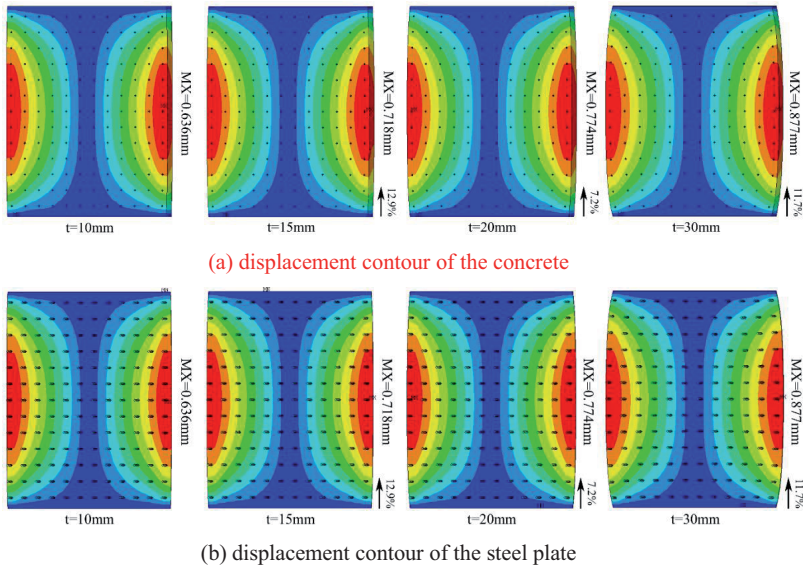 MX=0.636mm
MX=0.718mm
12.9%
MX=0.774mm
7.2%
MX=0.877mm
11.7%
t=10mm
t=15mm
t=20mm
t=30mm
(a) displacement contour of the concrete
MX=0.636mm
MX=0.718mm
12.9%
MX=0.774mm
7.2%
MX=0.877mm
11.7%
t=10mm
t=15mm
t=20mm
t=30mm
(b) displacement contour of the steel plate